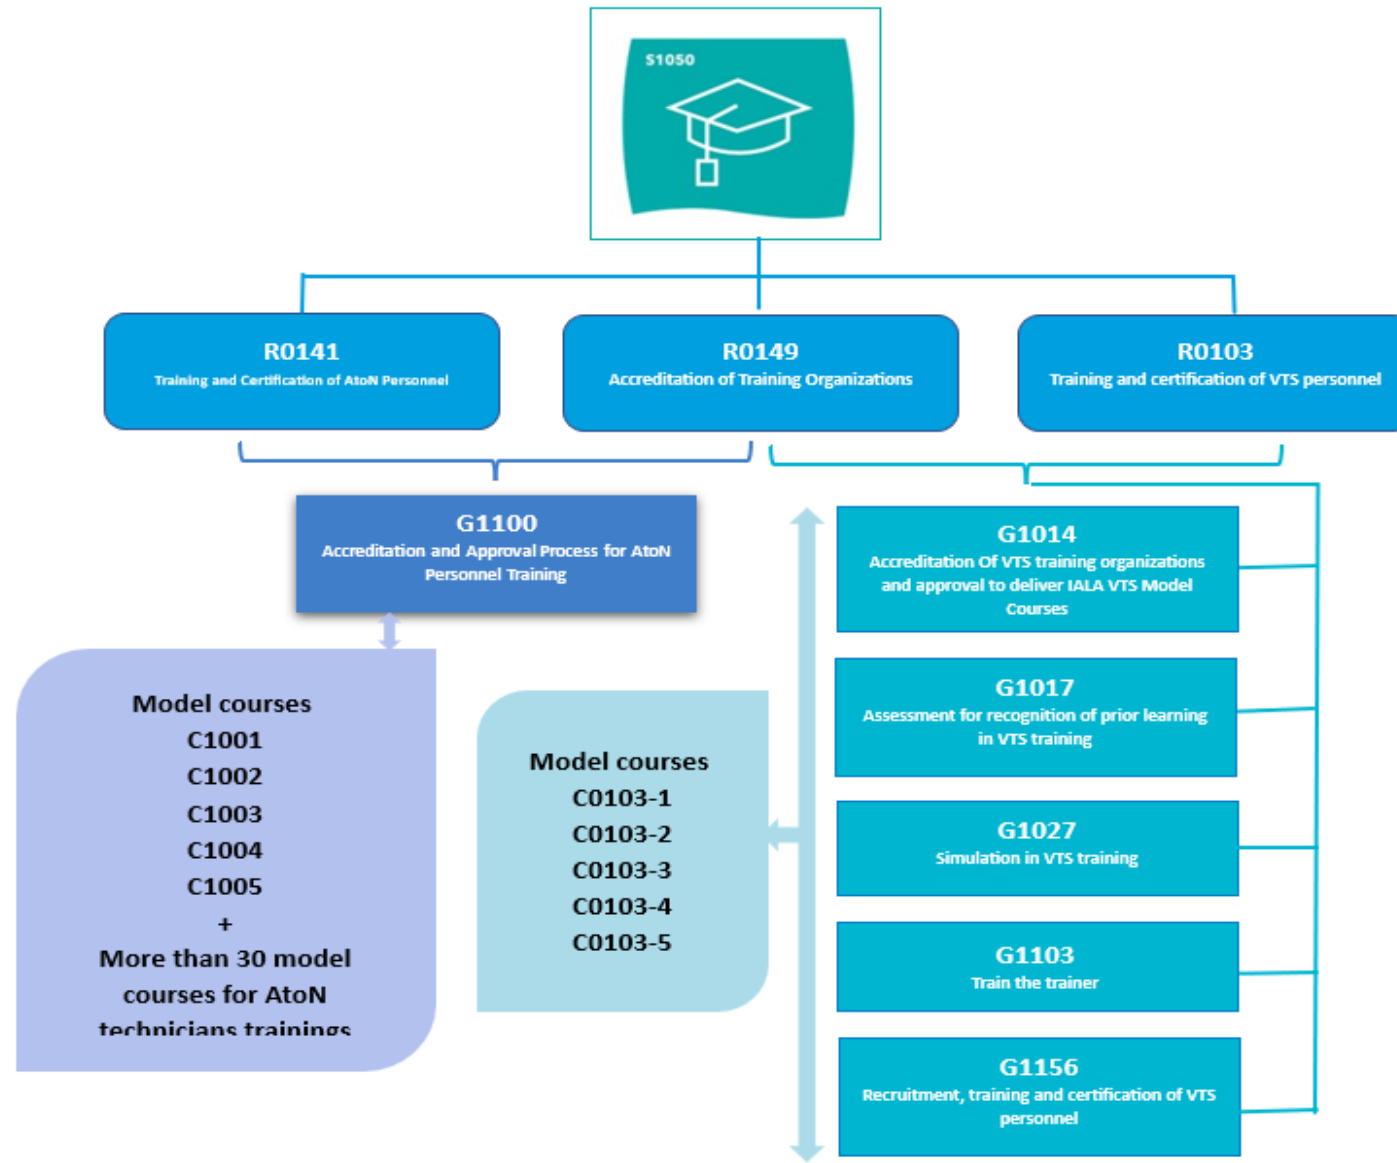 S1050
R0141
Training and Certification of AtoN Personnel
R0149
Accreditation of Training Organizations
R0103
Training and certification of VTS personnel
G1100
Accreditation and Approval Process for AtoN
Personnel Training
Model courses
C1001
C1002
C1003
C1004
C1005
+
More than 30 model
courses for AtoN
technicians trainings
Model courses
C0103-1
C0103-2
C0103-3
C0103-4
C0103-5
G1014
Accreditation Of VTS training organizations
and approval to deliver IALA VTS Model
Courses
G1017
Assessment for recognition of prior learning
in VTS training
G1027
Simulation in VTS training
G1103
Train the trainer
G1156
Recruitment, training and certification of VTS
personnel